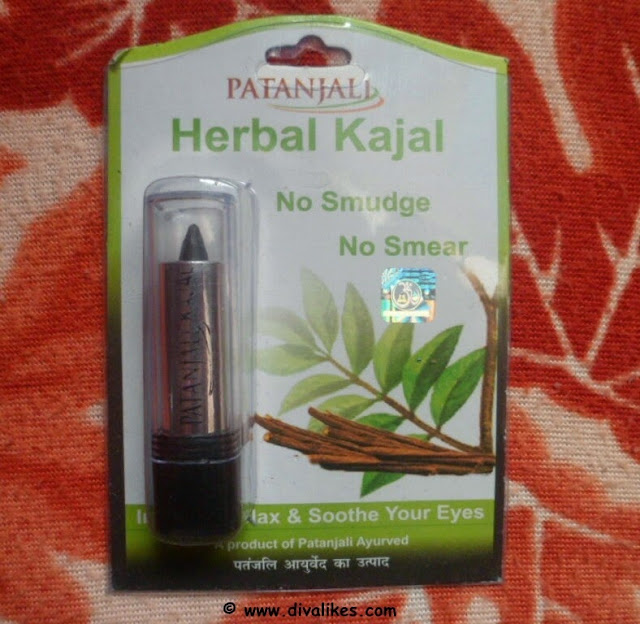 PATANJALI
Herbal Kajal
No Smudge
No Smear
PATANJALI KAJAL
& Soothe Your Eyes
A product of Patanjali Ayurved
पतंजलि आयुर्वेद का उत्पाद
© www.divalikes.com